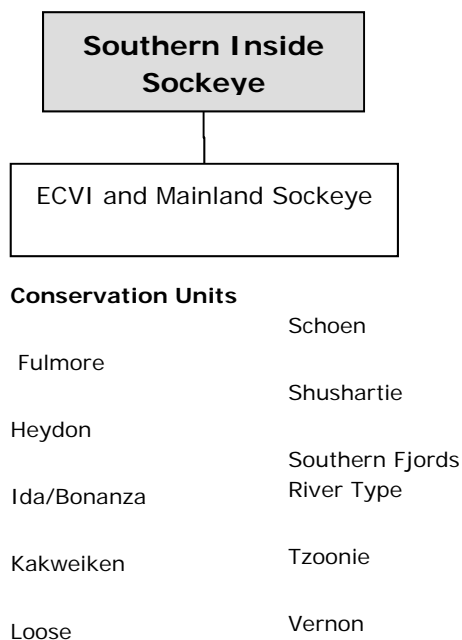 Southern Inside
Sockeye
ECVI and Mainland Sockeye
Conservation Units
Fulmore
Heydon
Ida/Bonanza
Kakweiken
Loose
Schoen
Shushartie
Southern Fjords
River Type
Tzoonie
Vernon